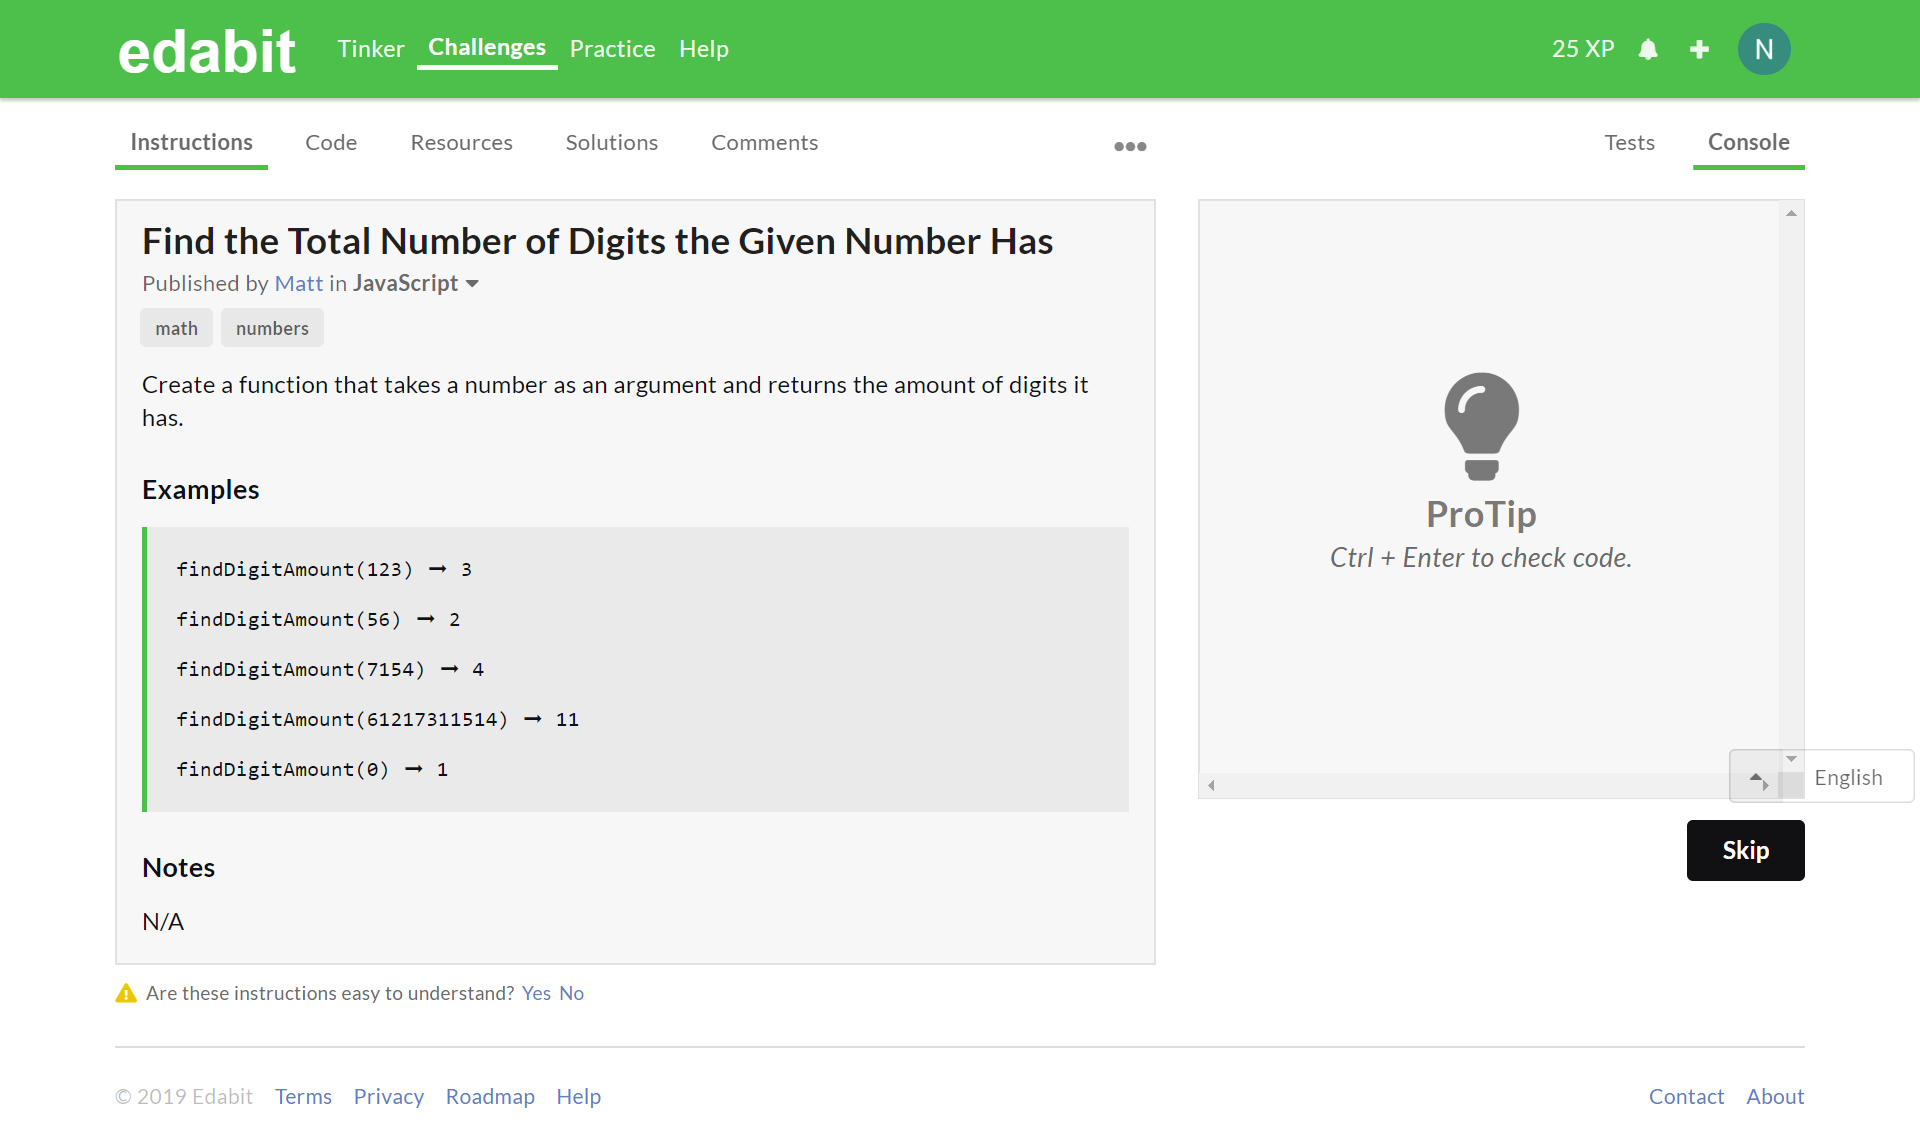 edabit Tinker Challenges Practice Help 25 XP N
Instructions Code Resources Solutions Comments Tests Console
Find the Total Number of Digits the Given Number Has
Published by Matt in JavaScript
math numbers
Create a function that takes a number as an argument and returns the amount of digits it
has.
Examples
findDigitAmount(123) ➞ 3
findDigitAmount(56) ➞ 2
findDigitAmount(7154) ➞ 4
findDigitAmount(61217311514) ➞ 11
findDigitAmount(0) ➞ 1
Notes
N/A
ProTip
Ctrl + Enter to check code.
English
Skip
Are these instructions easy to understand? Yes No
© 2019 Edabit Terms Privacy Roadmap Help Contact About